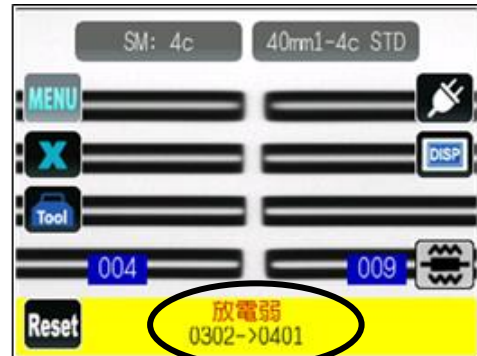 SM: 4c
40mm1-4c STD
MENU
X
DISP
Tool
004
009
Reset
放電弱
0302->0401